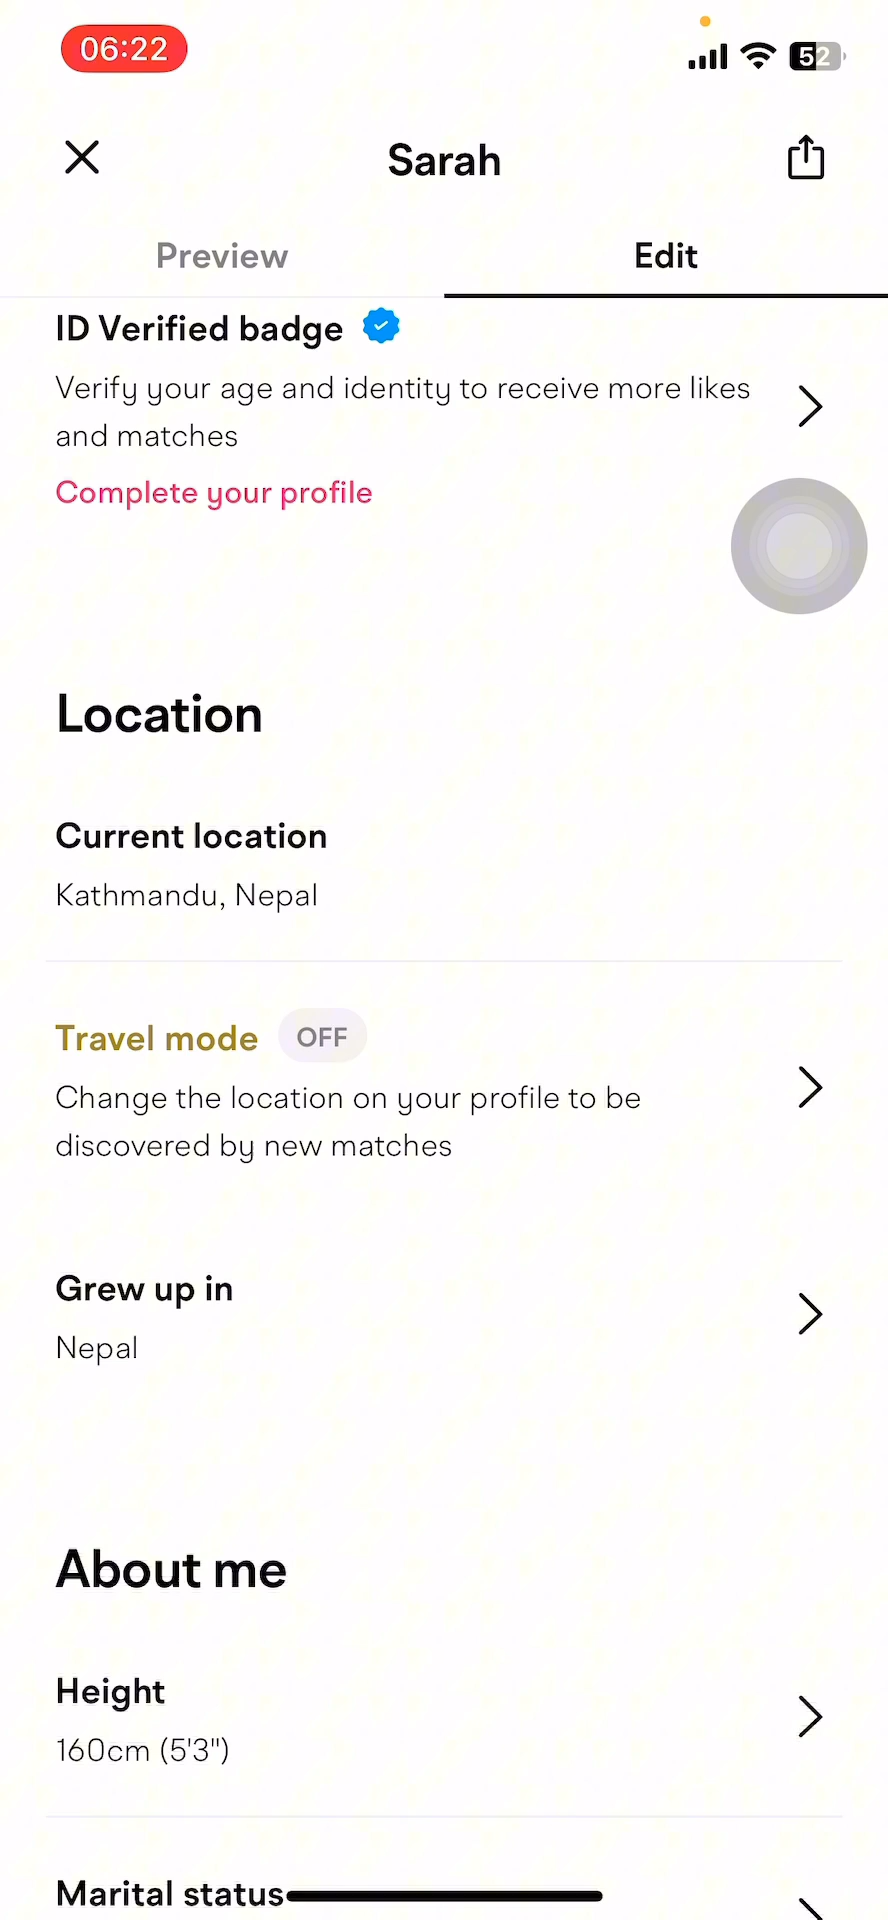 06:22
52
Sarah
Preview
Edit
ID Verified badge
Verify your age and identity to receive more likes
and matches
Complete your profile
Location
Current location
Kathmandu, Nepal
Travel mode OFF
Change the location on your profile to be
discovered by new matches
Grew up in
Nepal
About me
Height
160cm (5'3")
Marital status